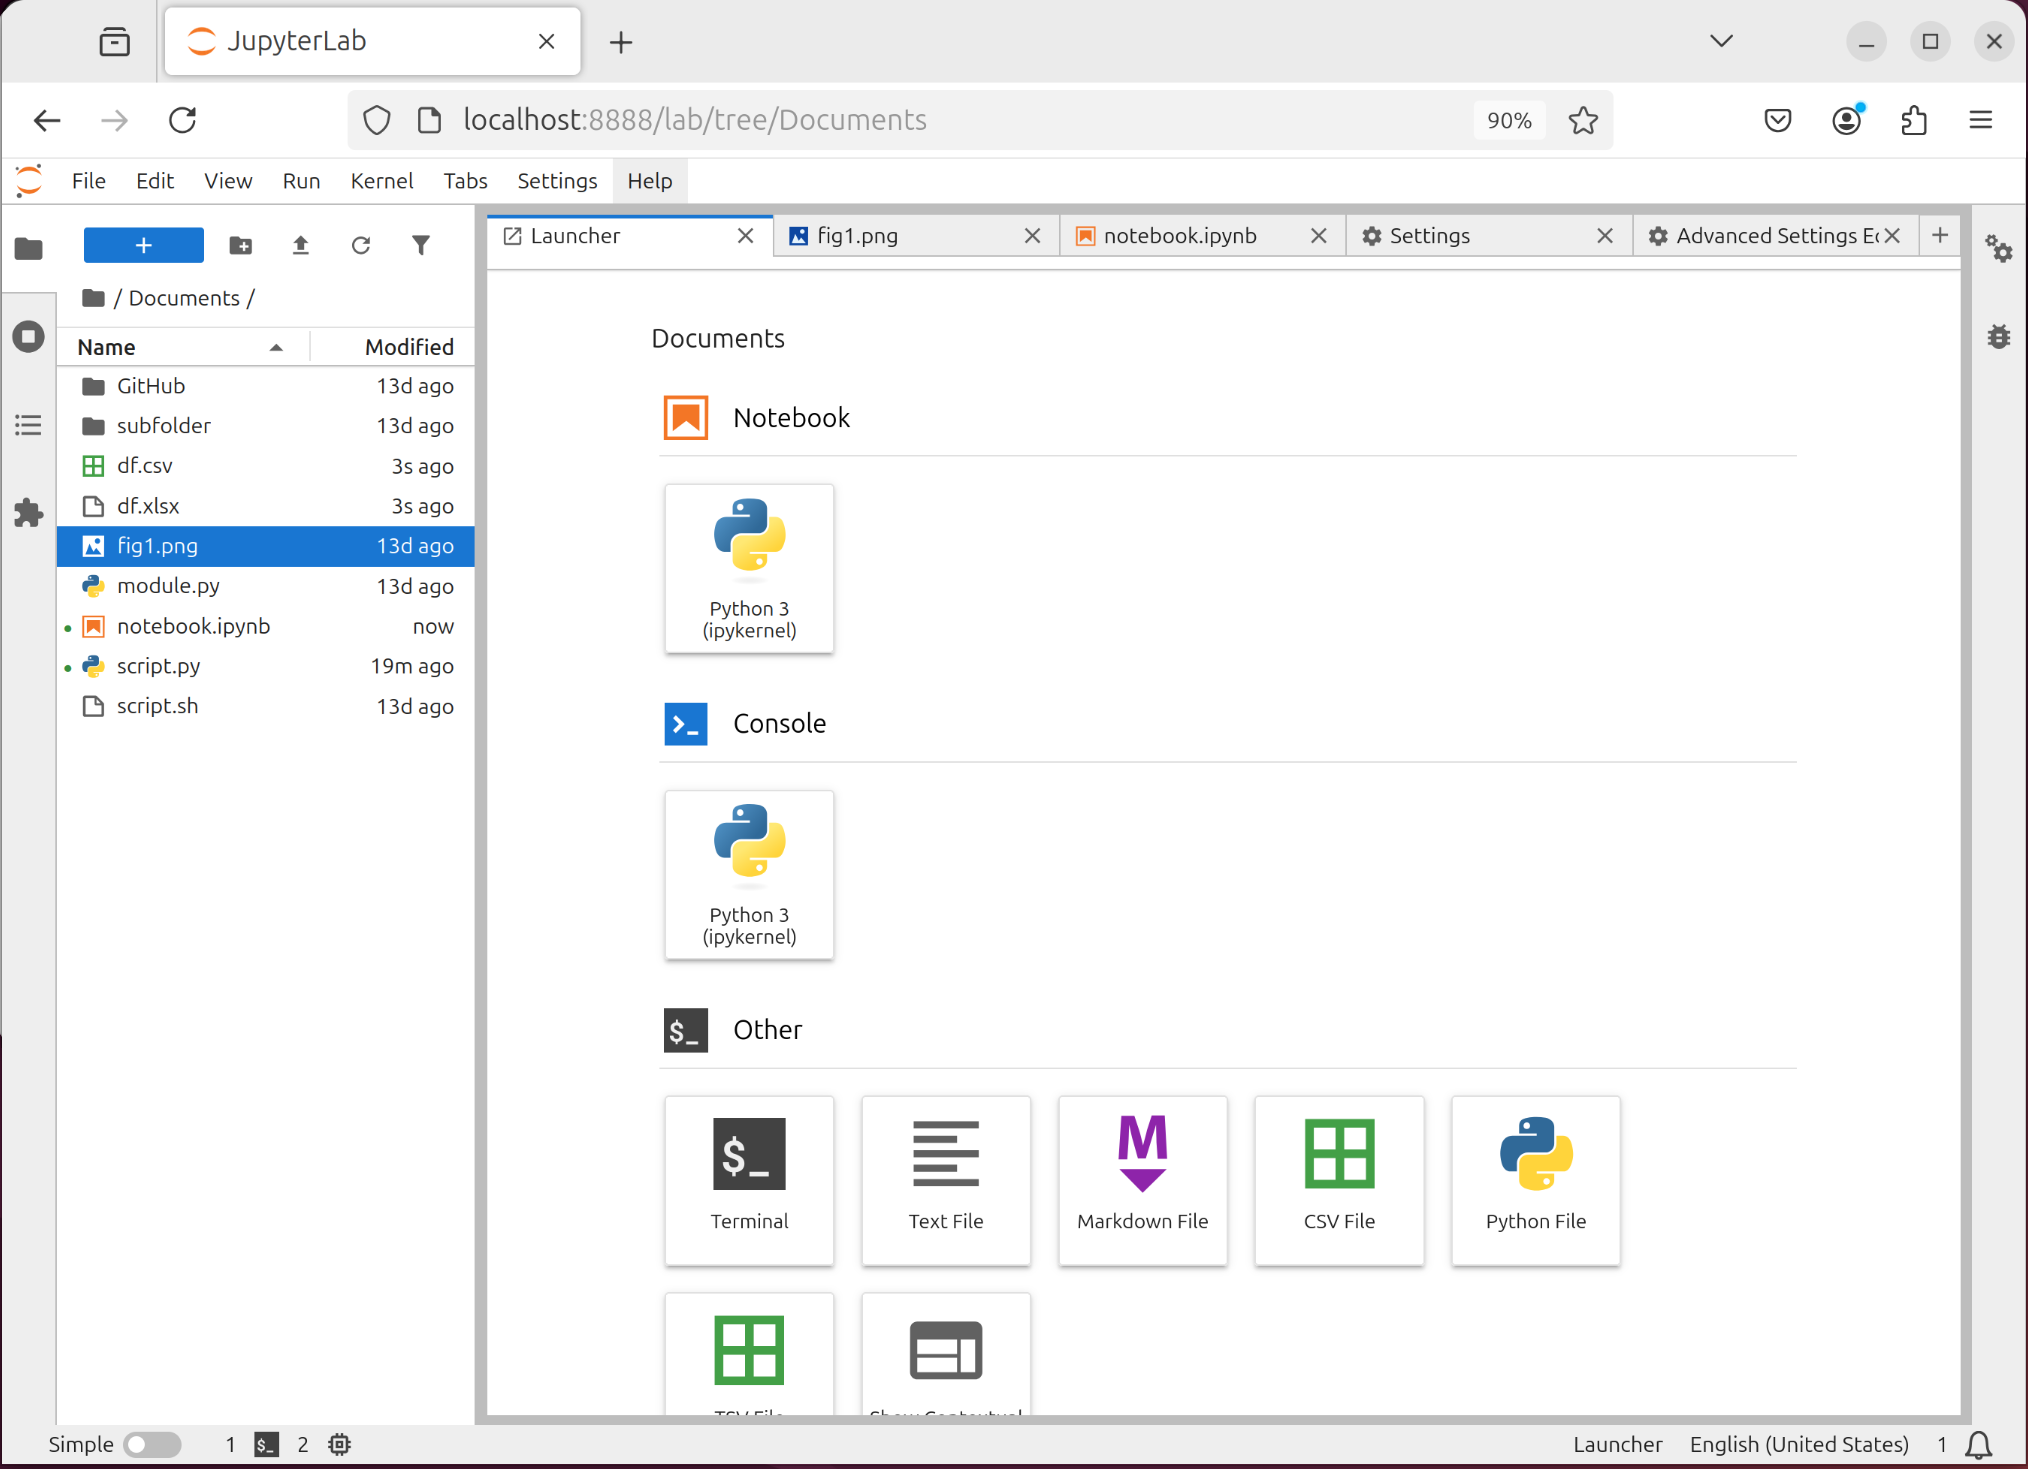 JupyterLab
localhost:8888/lab/tree/Documents
90%
File Edit View Run Kernel Tabs Settings Help
/ Documents /
Name Modified
GitHub 13d ago
subfolder 13d ago
df.csv 3s ago
df.xlsx 3s ago
fig1.png 13d ago
module.py 13d ago
notebook.ipynb now
script.py 19m ago
script.sh 13d ago
Launcher
fig1.png
notebook.ipynb
Settings
Advanced Settings
Documents
Notebook
Python 3
(ipykernel)
Console
Python 3
(ipykernel)
$_ Other
$_
Terminal
Text File
M
Markdown File
CSV File
Python File
TSV File
Show Contextual
Simple 1 $_ 2
Launcher English (United States) 1